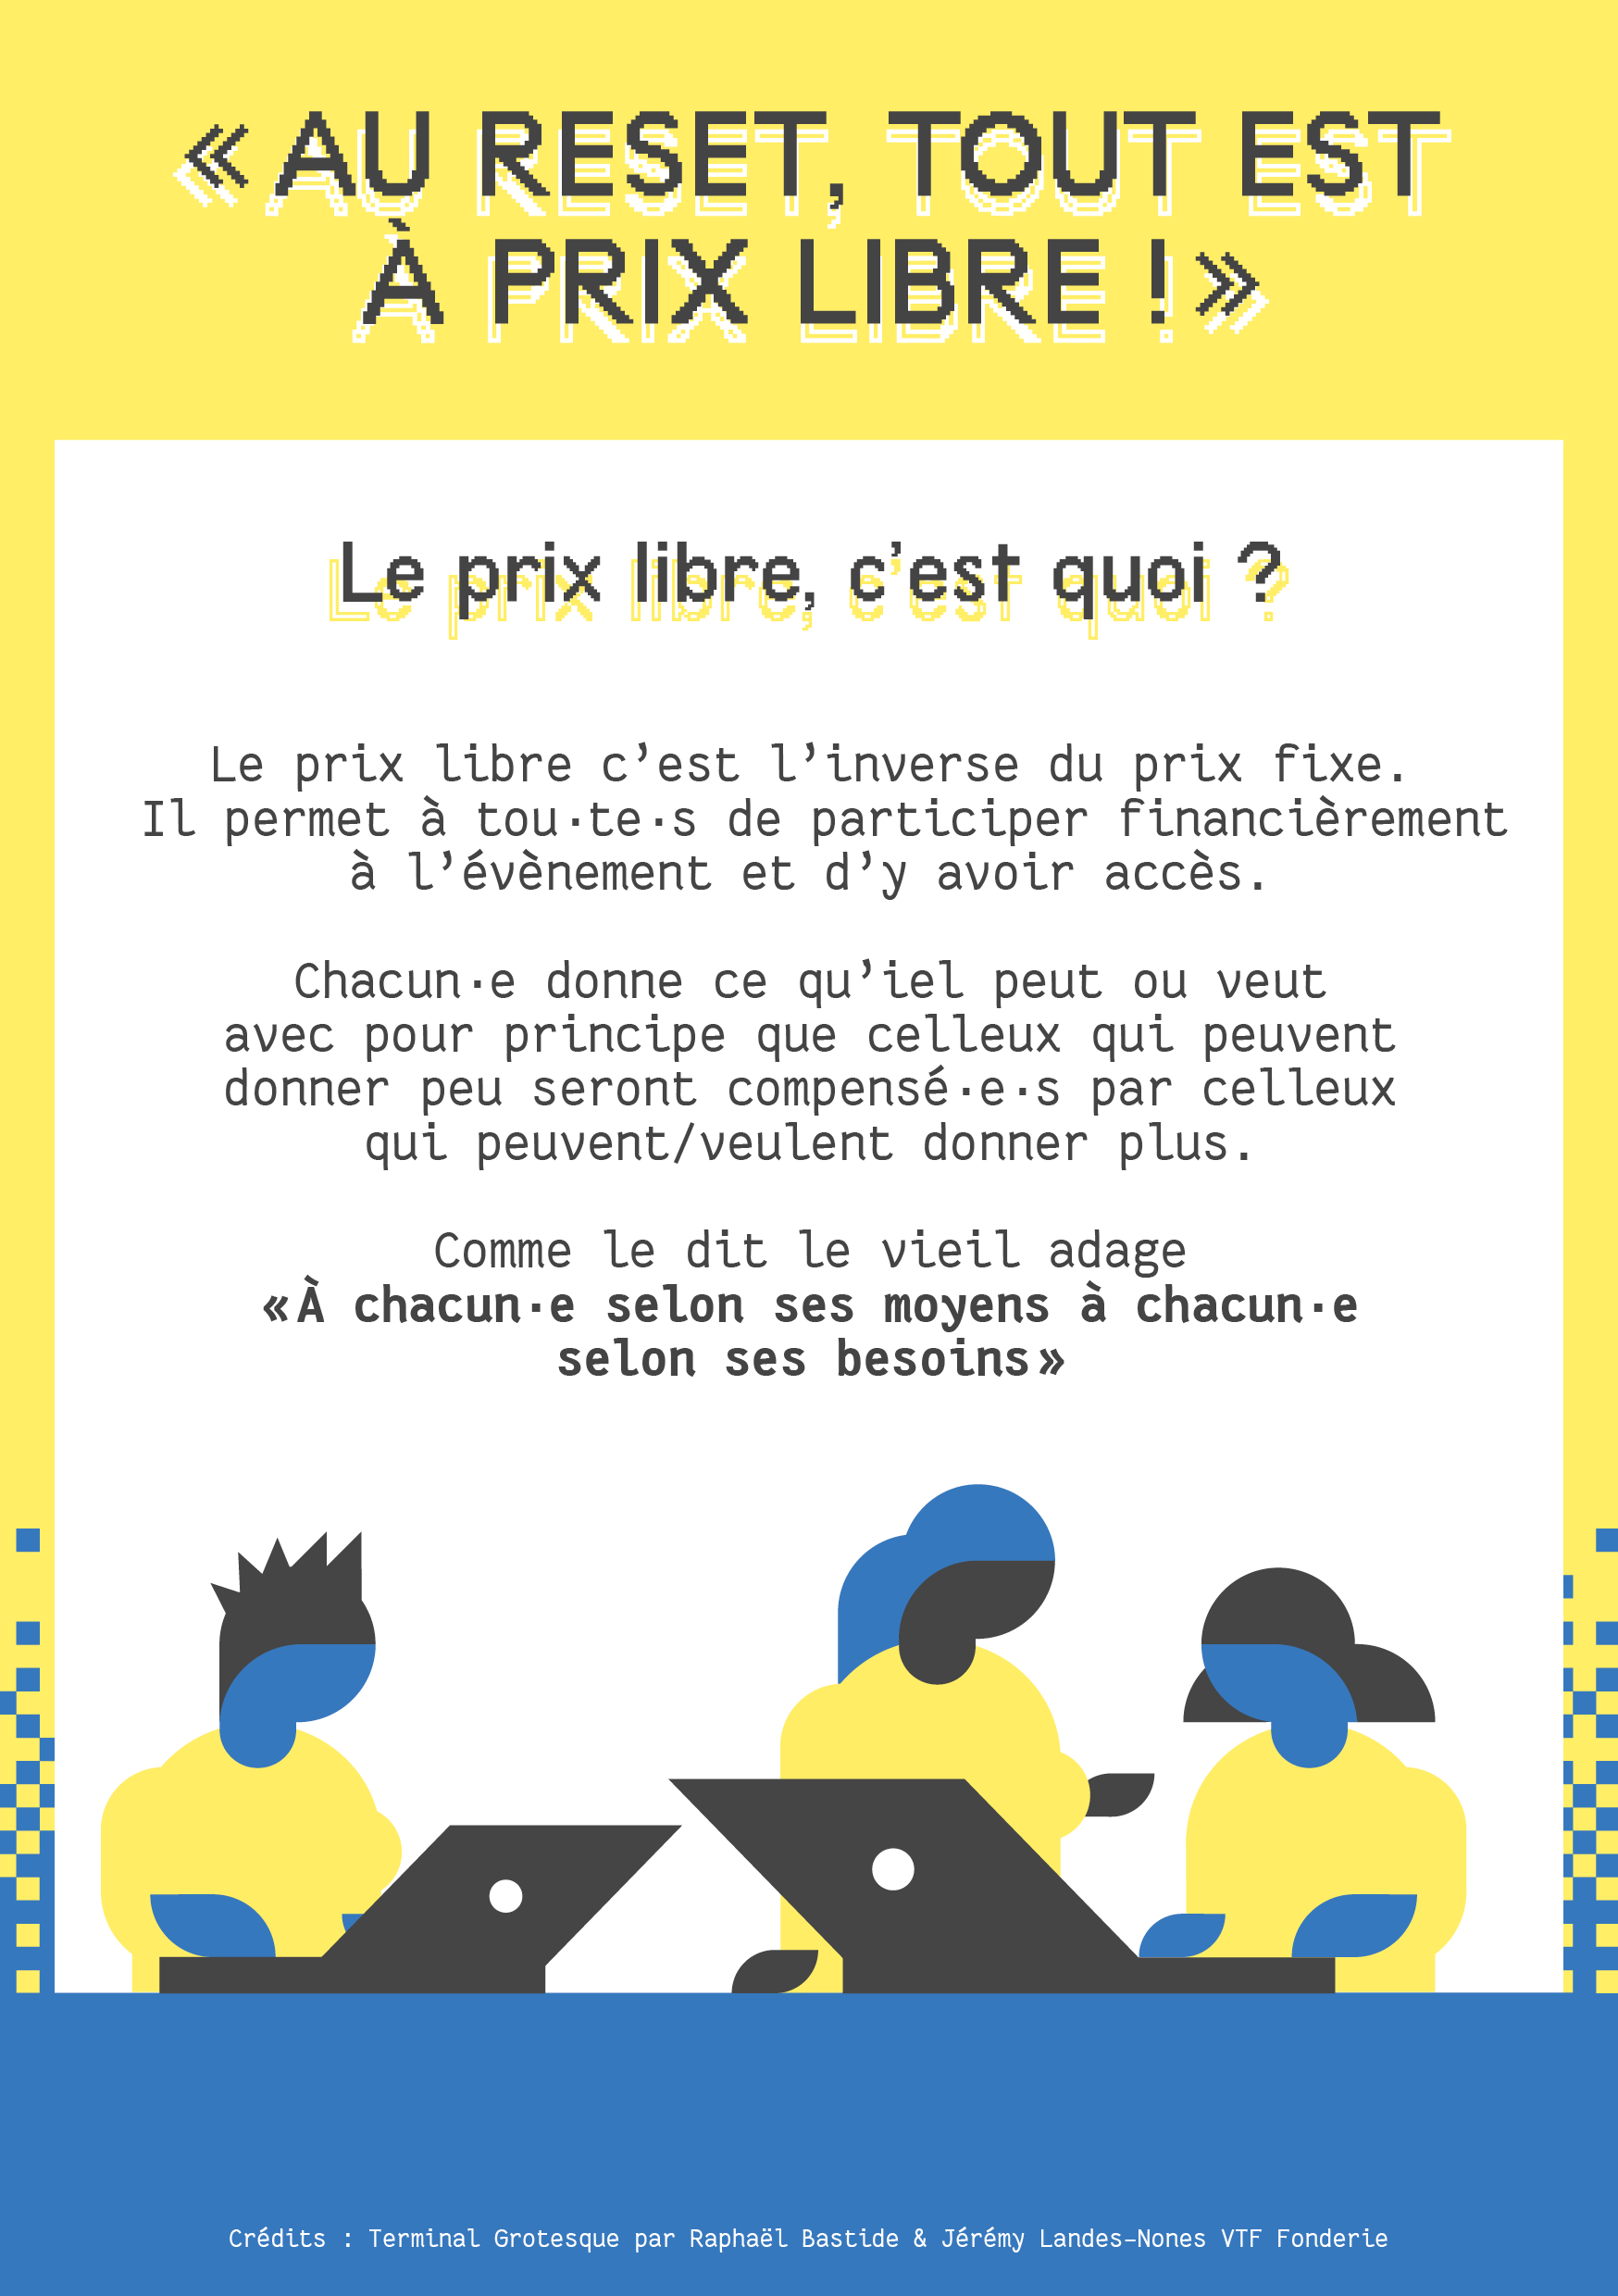 « AU RESET, TOUT EST
À PRIX LIBRE ! »
Le prix libre, c’est quoi ?
Le prix libre c’est l’inverse du prix fixe.
Il permet à tou·te·s de participer financièrement
à l’évènement et d’y avoir accès.
Chacun·e donne ce qu’iel peut ou veut
avec pour principe que celleux qui peuvent
donner peu seront compensé·e·s par celleux
qui peuvent/veulent donner plus.
Comme le dit le vieil adage
« À chacun·e selon ses moyens à chacun·e
selon ses besoins »
Crédits : Terminal Grotesque par Raphaël Bastide & Jérémy Landes-Nones VTF Fonderie